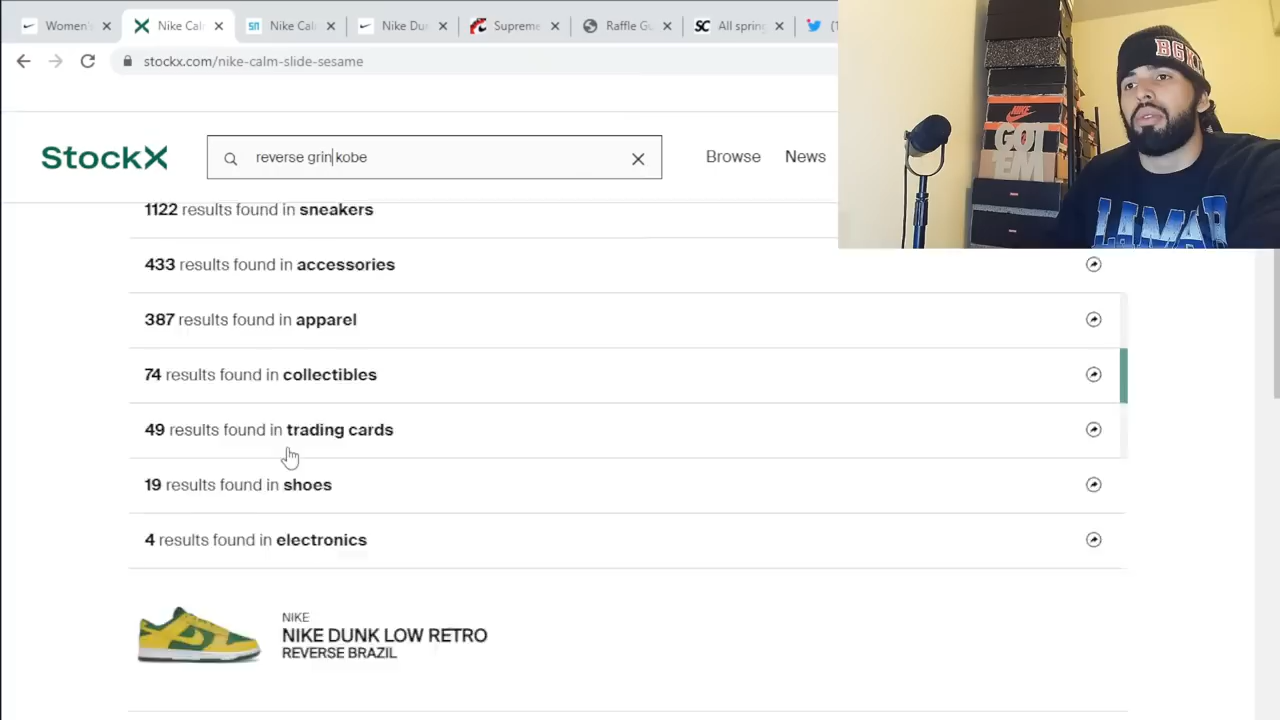 Women's
Nike Cal
Nike Cal
Nike Du
Supreme
Raffle Gu
All spring
stockx.com/nike-calm-slide-sesame
StockX
reverse grin kobe
Browse
News
1122 results found in sneakers
433 results found in accessories
387 results found in apparel
74 results found in collectibles
49 results found in trading cards
19 results found in shoes
4 results found in electronics
NIKE
NIKE DUNK LOW RETRO
REVERSE BRAZIL
NIKE
GOT
'EM
LAMAR